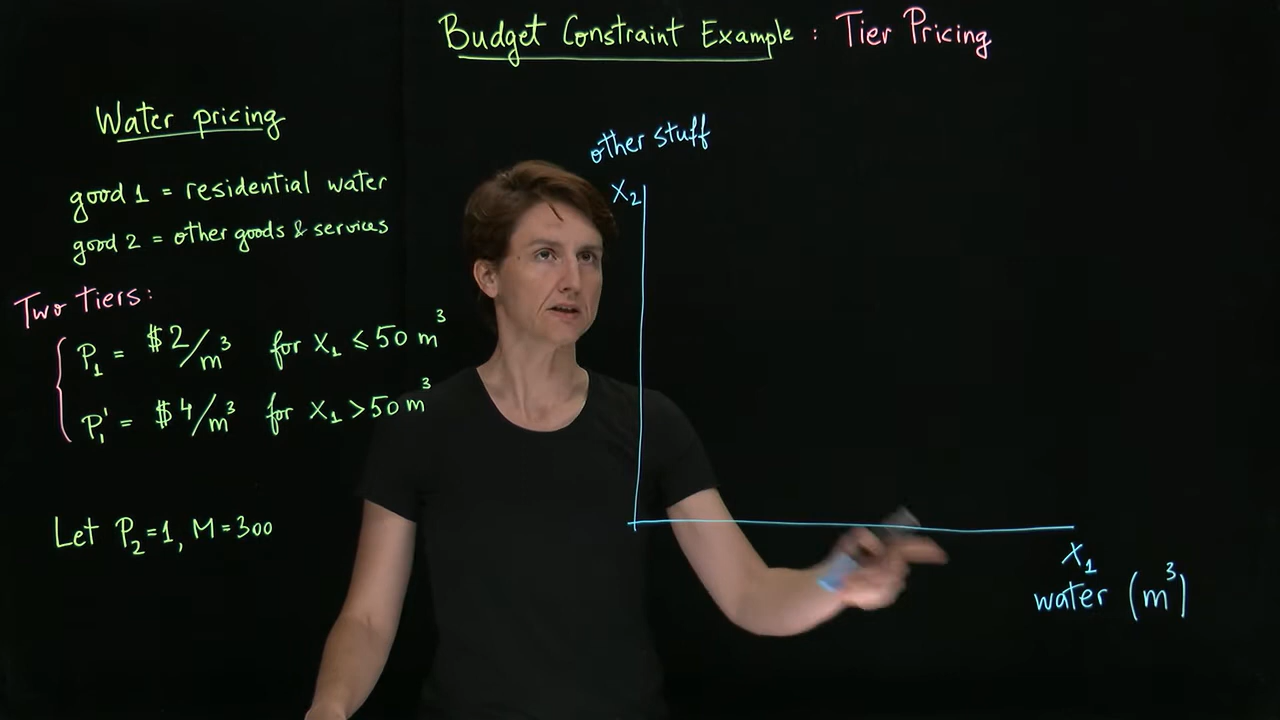 Budget Constraint Example : Tier Pricing
Water pricing
good 1 = residential water
good 2 = other goods & services
Two tiers:
P₁ = $2/m³ for X₁ ≤ 50 m³
P₁' = $4/m³ for X₁ > 50 m³
Let P₂=1, M=300
other stuff
X₂
X₁
water (m³)